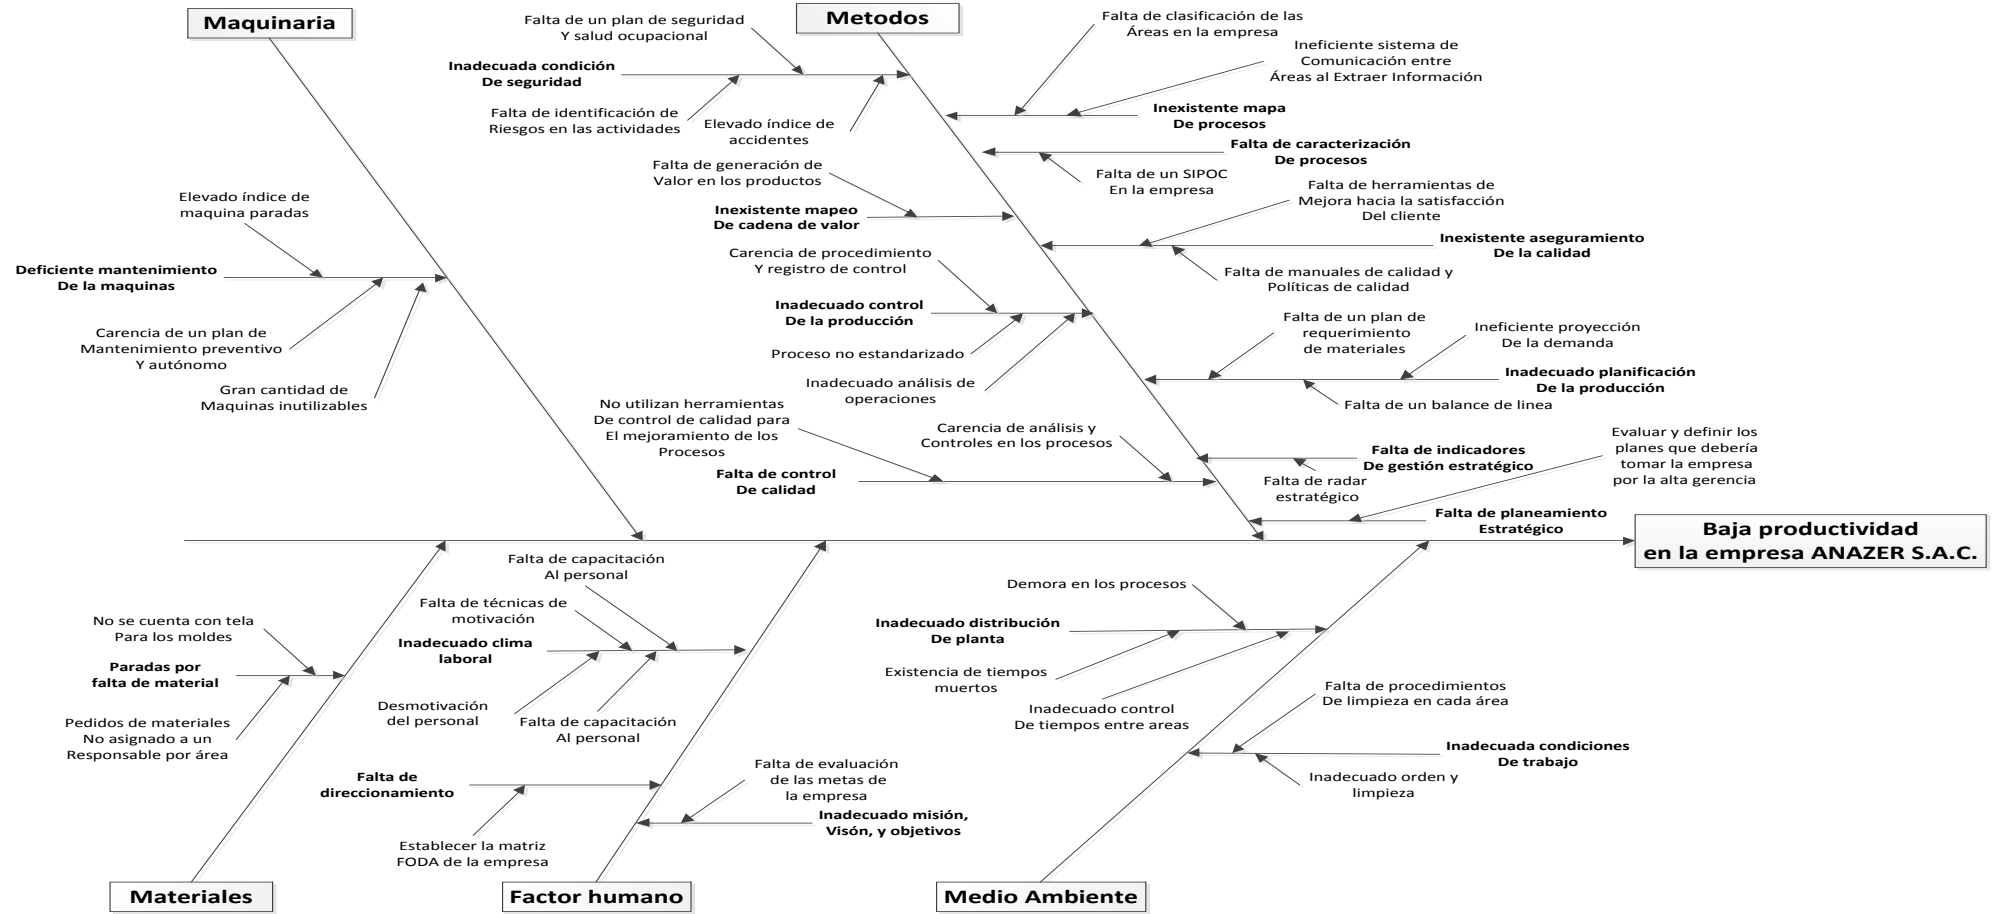 Maquinaria
Elevado índice de
maquina paradas
Deficiente mantenimiento
De la maquinas
Carencia de un plan de
Mantenimiento preventivo
Y autónomo
Gran cantidad de
Maquinas inutilizables
Metodos
Falta de un plan de seguridad
Y salud ocupacional
Inadecuada condición
De seguridad
Falta de identificación de
Riesgos en las actividades
Elevado índice de
accidentes
Falta de clasificación de las
Áreas en la empresa
Ineficiente sistema de
Comunicación entre
Áreas al Extraer Información
Inexistente mapa
De procesos
Falta de caracterización
De procesos
Falta de un SIPOC
En la empresa
Falta de generación de
Valor en los productos
Inexistente mapeo
De cadena de valor
Falta de herramientas de
Mejora hacia la satisfacción
Del cliente
Inexistente aseguramiento
De la calidad
Falta de manuales de calidad y
Políticas de calidad
Carencia de procedimiento
Y registro de control
Inadecuado control
De la producción
Proceso no estandarizado
Inadecuado análisis de
operaciones
Falta de un plan de
requerimiento
de materiales
Ineficiente proyección
De la demanda
Inadecuado planificación
De la producción
Falta de un balance de linea
No utilizan herramientas
De control de calidad para
El mejoramiento de los
Procesos
Carencia de análisis y
Controles en los procesos
Falta de control
De calidad
Falta de indicadores
De gestión estratégico
Falta de radar
estratégico
Evaluar y definir los
planes que debería
tomar la empresa
por la alta gerencia
Falta de planeamiento
Estratégico
Baja productividad
en la empresa ANAZER S.A.C.
No se cuenta con tela
Para los moldes
Paradas por
falta de material
Pedidos de materiales
No asignado a un
Responsable por área
Materiales
Falta de capacitación
Al personal
Falta de técnicas de
motivación
Inadecuado clima
laboral
Desmotivación
del personal
Falta de capacitación
Al personal
Falta de
direccionamiento
Establecer la matriz
FODA de la empresa
Falta de evaluación
de las metas de
la empresa
Inadecuado misión,
Visón, y objetivos
Factor humano
Demora en los procesos
Inadecuado distribución
De planta
Existencia de tiempos
muertos
Inadecuado control
De tiempos entre areas
Falta de procedimientos
De limpieza en cada área
Inadecuada condiciones
De trabajo
Inadecuado orden y
limpieza
Medio Ambiente